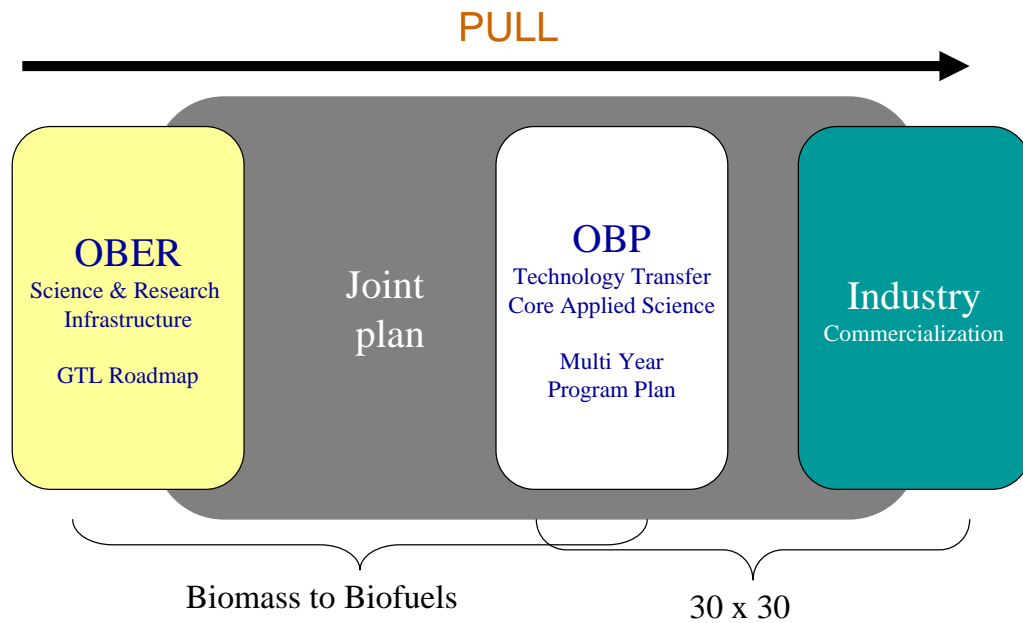 PULL
OBER
Science & Research
Infrastructure
GTL Roadmap
Joint
plan
OBP
Technology Transfer
Core Applied Science
Multi Year
Program Plan
Industry
Commercialization
Biomass to Biofuels
30 x 30